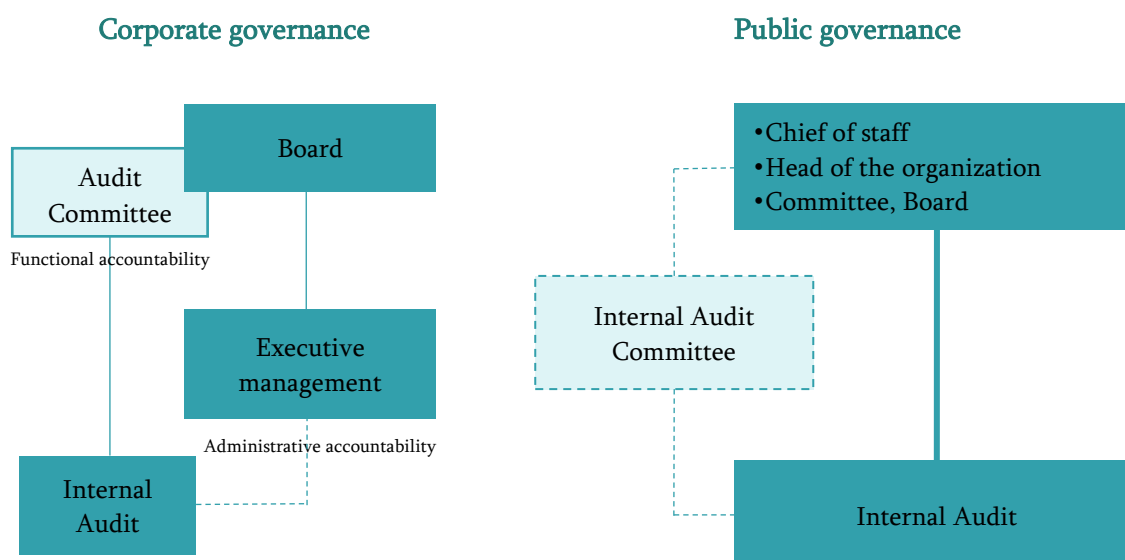 Corporate governance
Board
Audit
Committee
Functional accountability
Executive
management
Administrative accountability
Internal
Audit
Public governance
•Chief of staff
•Head of the organization
•Committee, Board
Internal Audit
Committee
Internal Audit